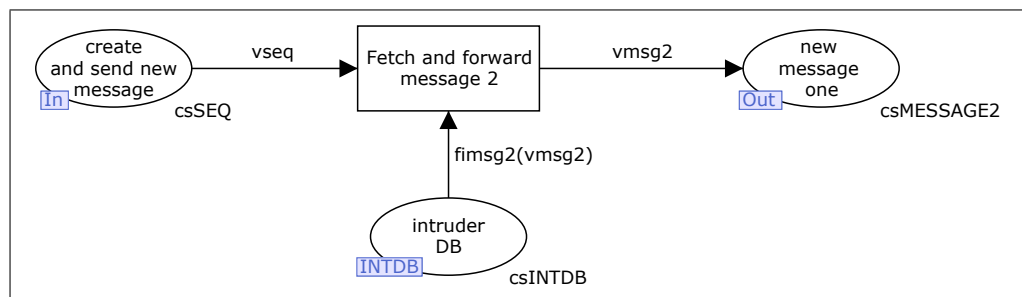 create
and send new
message
In
csSEQ
vseq
Fetch and forward
message 2
vmsg2
new
message
one
Out
csMESSAGE2
fimsg2(vmsg2)
intruder
DB
INTDB
csINTDB